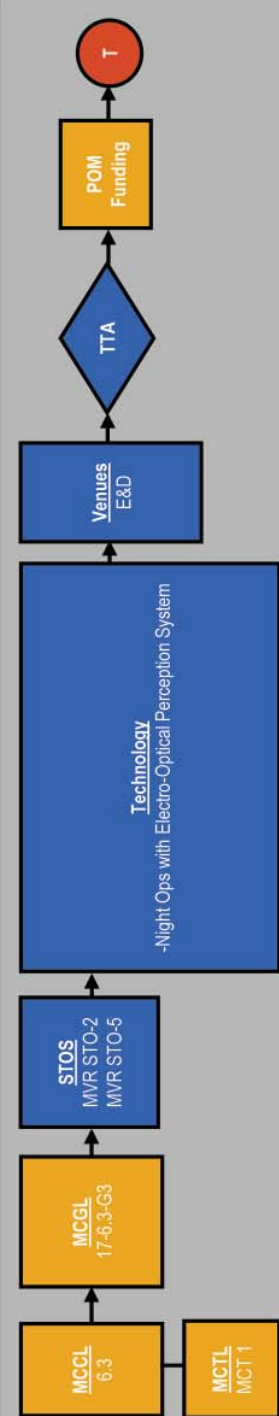 MCCL
6.3
MCTL
MCT 1
MCGL
17-6.3-G3
STOS
MVR STO-2
MVR STO-5
Technology
-Night Ops with Electro-Optical Perception System
Venues
E&D
TTA
POM
Funding
T